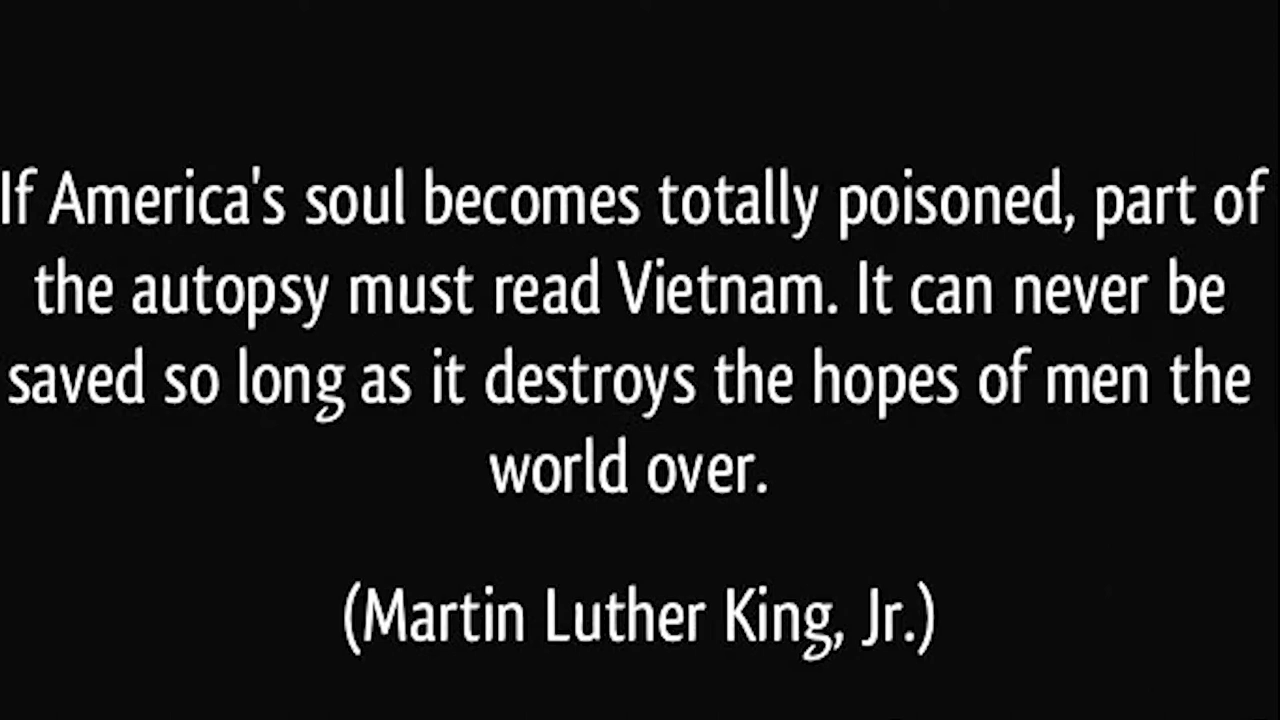 If America's soul becomes totally poisoned, part of
the autopsy must read Vietnam. It can never be
saved so long as it destroys the hopes of men the
world over.
(Martin Luther King, Jr.)